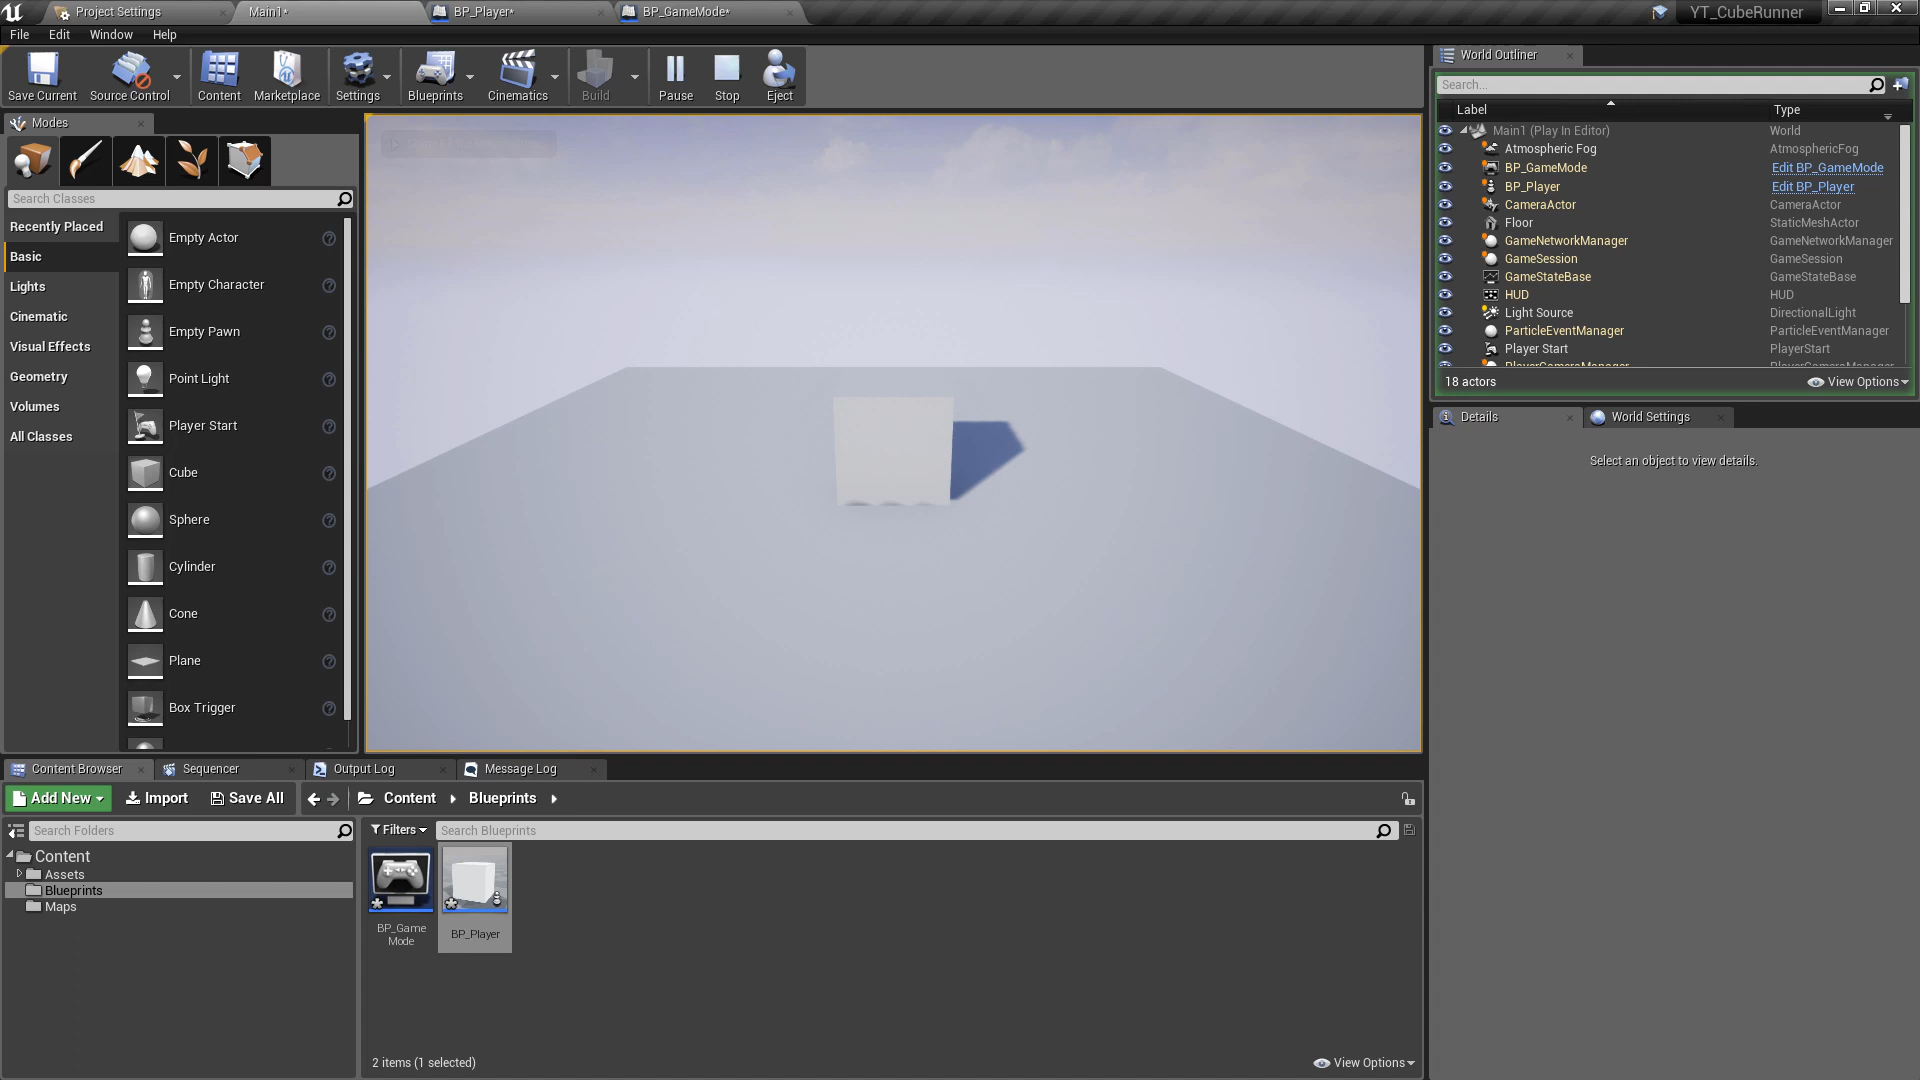 Project Settings
Main1*
BP_Player*
BP_GameMode*
YT_CubeRunner
File
Edit
Window
Help
Save Current
Source Control
Content
Marketplace
Settings
Blueprints
Cinematics
Build
Pause
Stop
Eject
Modes
Search Classes
Recently Placed
Basic
Lights
Cinematic
Visual Effects
Geometry
Volumes
All Classes
Empty Actor
Empty Character
Empty Pawn
Point Light
Player Start
Cube
Sphere
Cylinder
Cone
Plane
Box Trigger
World Outliner
Search...
Label
Type
Main1 (Play In Editor)
World
Atmospheric Fog
AtmosphericFog
BP_GameMode
Edit BP_GameMode
BP_Player
Edit BP_Player
CameraActor
CameraActor
Floor
StaticMeshActor
GameNetworkManager
GameNetworkManager
GameSession
GameSession
GameStateBase
GameStateBase
HUD
HUD
Light Source
DirectionalLight
ParticleEventManager
ParticleEventManager
Player Start
PlayerStart
PlayerCameraManager
PlayerCameraManager
18 actors
View Options
Details
World Settings
Select an object to view details.
Content Browser
Sequencer
Output Log
Message Log
Add New
Import
Save All
Content
Blueprints
Search Folders
Content
Assets
Blueprints
Maps
Filters
Search Blueprints
BP_Game
Mode
BP_Player
2 items (1 selected)
View Options